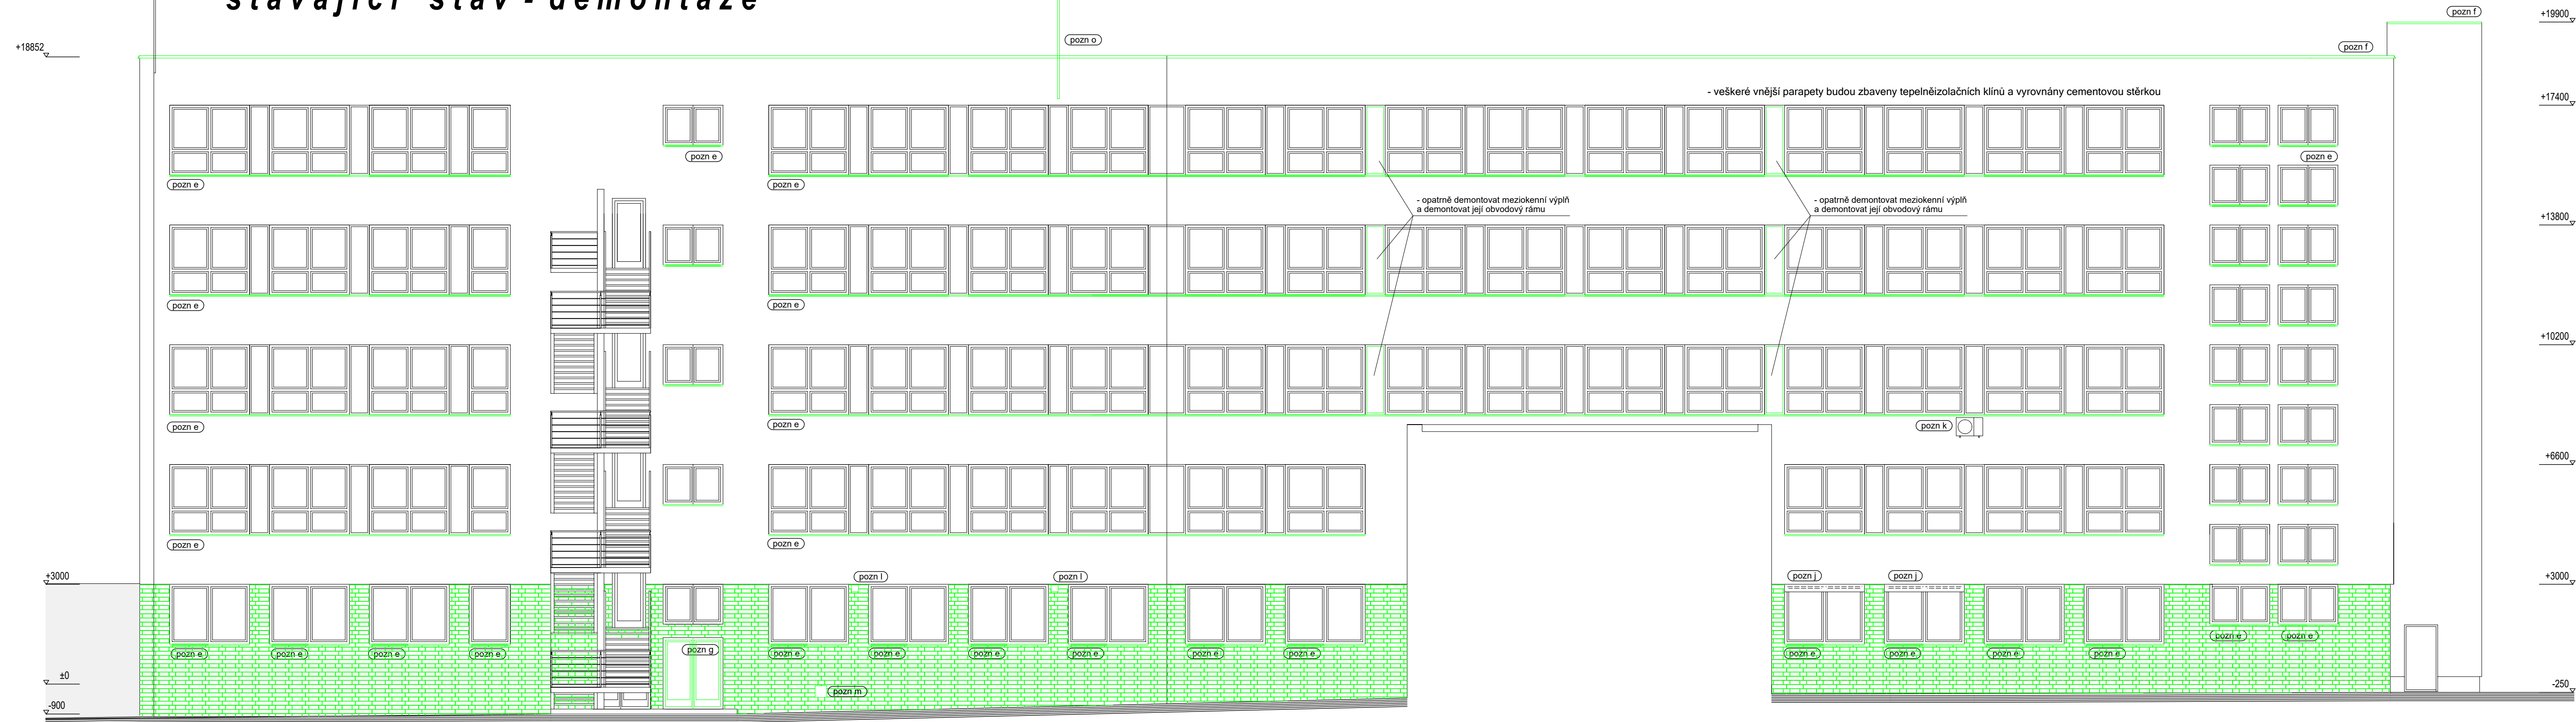 stávající stav - demontáže
pozn f
+19900
pozn o
+18852
pozn f
- veškeré vnější parapety budou zbaveny tepelněizolačních klínů a vyrovnány cementovou stěrkou
+17400
pozn e
pozn e
pozn e
pozn e
- opatrně demontovat meziokenní výplň
a demontovat její obvodový rámu
- opatrně demontovat meziokenní výplň
a demontovat její obvodový rámu
+13800
pozn e
pozn e
+10200
pozn e
pozn e
pozn k
+6600
pozn e
pozn e
+3000
pozn l
pozn l
pozn j
pozn j
+3000
pozn e
pozn e
pozn e
pozn e
pozn g
pozn e
pozn e
pozn e
pozn e
pozn e
pozn e
pozn e
pozn e
pozn e
pozn e
pozn e
pozn e
±0
pozn m
-250
-900